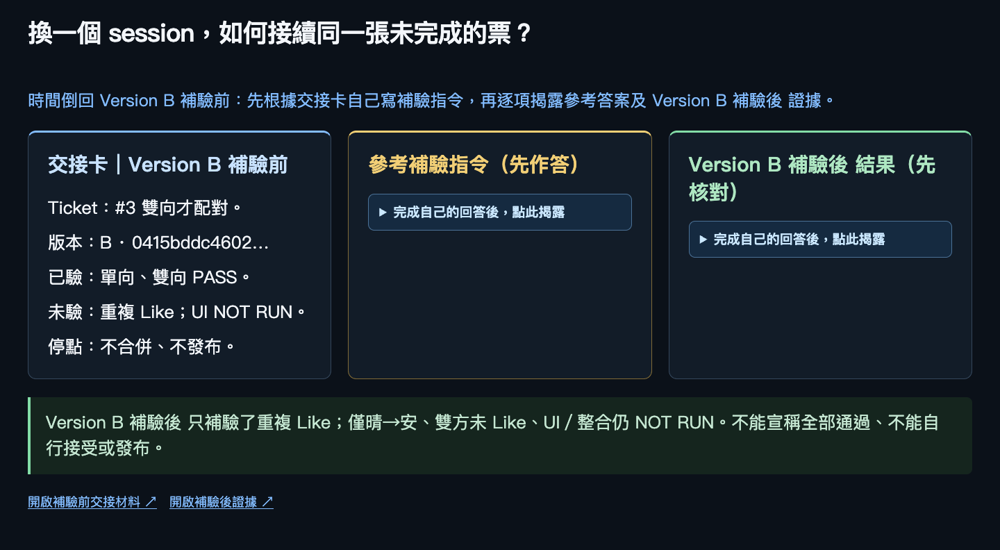 換一個 session，如何接續同一張未完成的票？
時間倒回 Version B 補驗前：先根據交接卡自己寫補驗指令，再逐項揭露參考答案及 Version B 補驗後 證據。
交接卡｜Version B 補驗前
Ticket：#3 雙向才配對。
版本：B · 0415bddc4602…
已驗：單向、雙向 PASS。
未驗：重複 Like；UI NOT RUN。
停點：不合併、不發布。
參考補驗指令（先作答）
▶ 完成自己的回答後，點此揭露
Version B 補驗後 結果（先
核對）
▶ 完成自己的回答後，點此揭露
Version B 補驗後 只補驗了重複 Like；僅晴→安、雙方未 Like、UI / 整合仍 NOT RUN。不能宣稱全部通過、不能自
行接受或發布。
開啟補驗前交接材料 ↗ 開啟補驗後證據 ↗